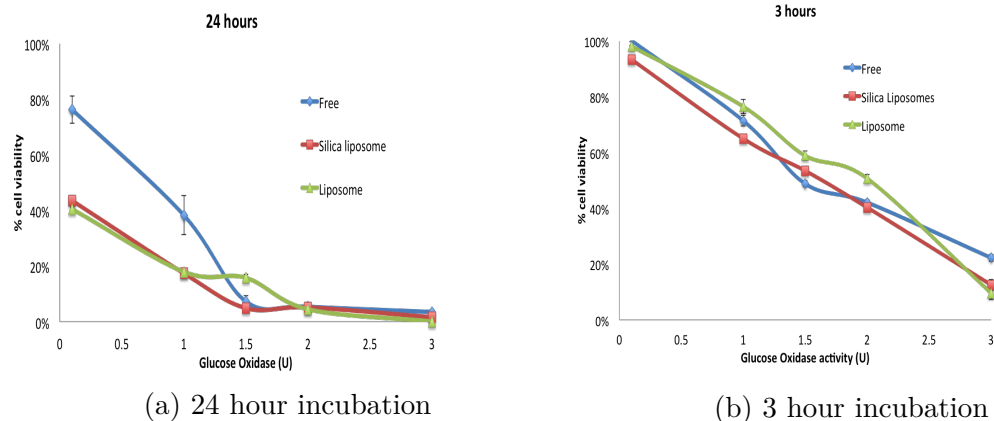 24 hours
100%
80%
60%
40%
20%
0%
% cell viability
0
0.5
1
1.5
2
2.5
3
Glucose Oxidase (U)
Free
Silica liposome
Liposome
(a) 24 hour incubation
3 hours
100%
80%
60%
40%
20%
0%
% cell viability
0
0.5
1
1.5
2
2.5
3
Glucose Oxidase activity (U)
Free
Silica Liposomes
Liposome
(b) 3 hour incubation